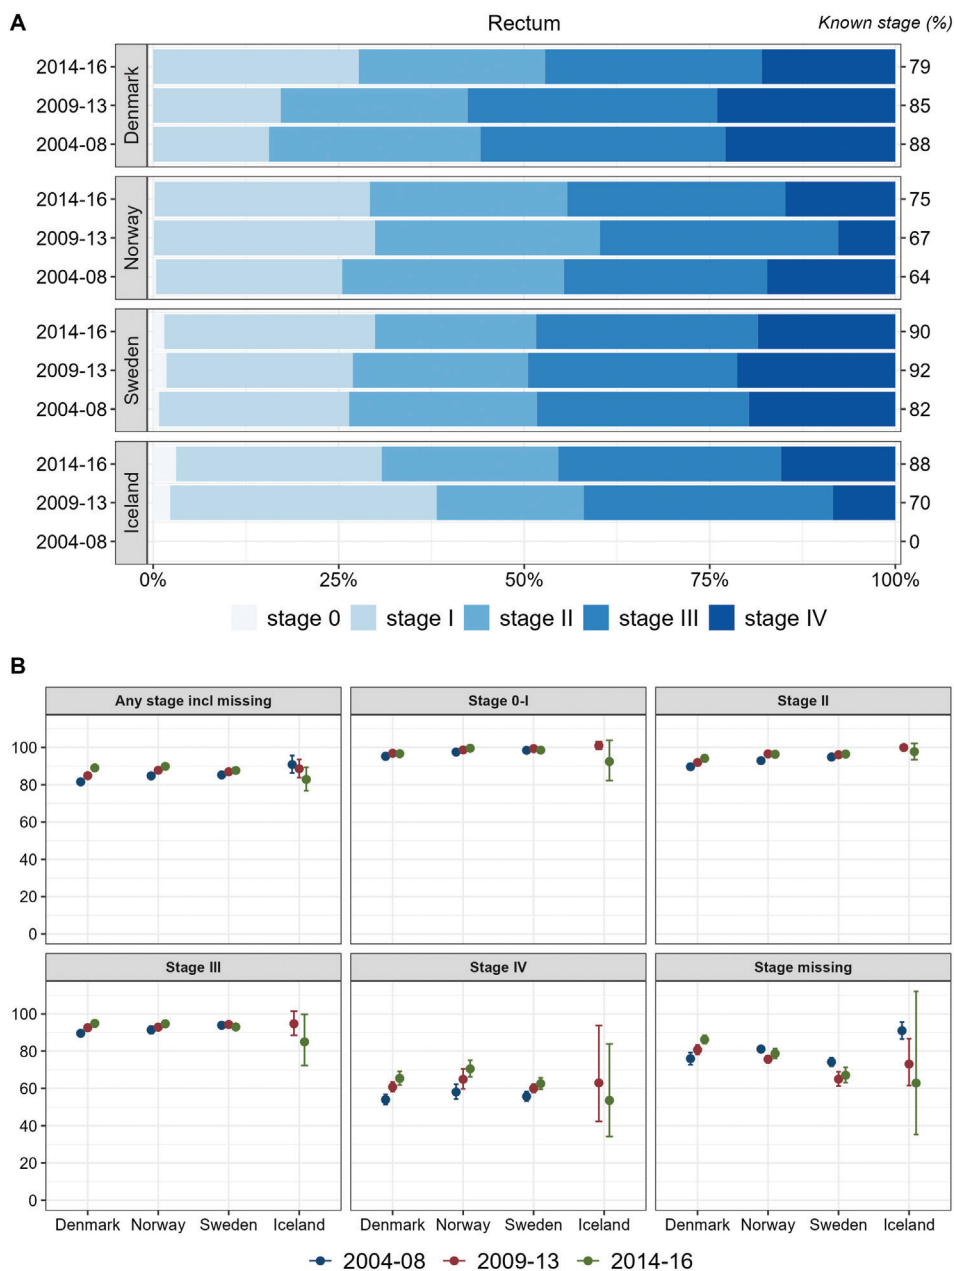 A Rectum Known stage (%)
Denmark
2014-16 79
2009-13 85
2004-08 88
Norway
2014-16 75
2009-13 67
2004-08 64
Sweden
2014-16 90
2009-13 92
2004-08 82
Iceland
2014-16 88
2009-13 70
2004-08 0
0% 25% 50% 75% 100%
stage 0 stage I stage II stage III stage IV
B
Any stage incl missing Stage 0-I Stage II
100
80
60
40
20
0
Stage III Stage IV Stage missing
100
80
60
40
20
0
Denmark Norway Sweden Iceland Denmark Norway Sweden Iceland Denmark Norway Sweden Iceland
2004-08 2009-13 2014-16